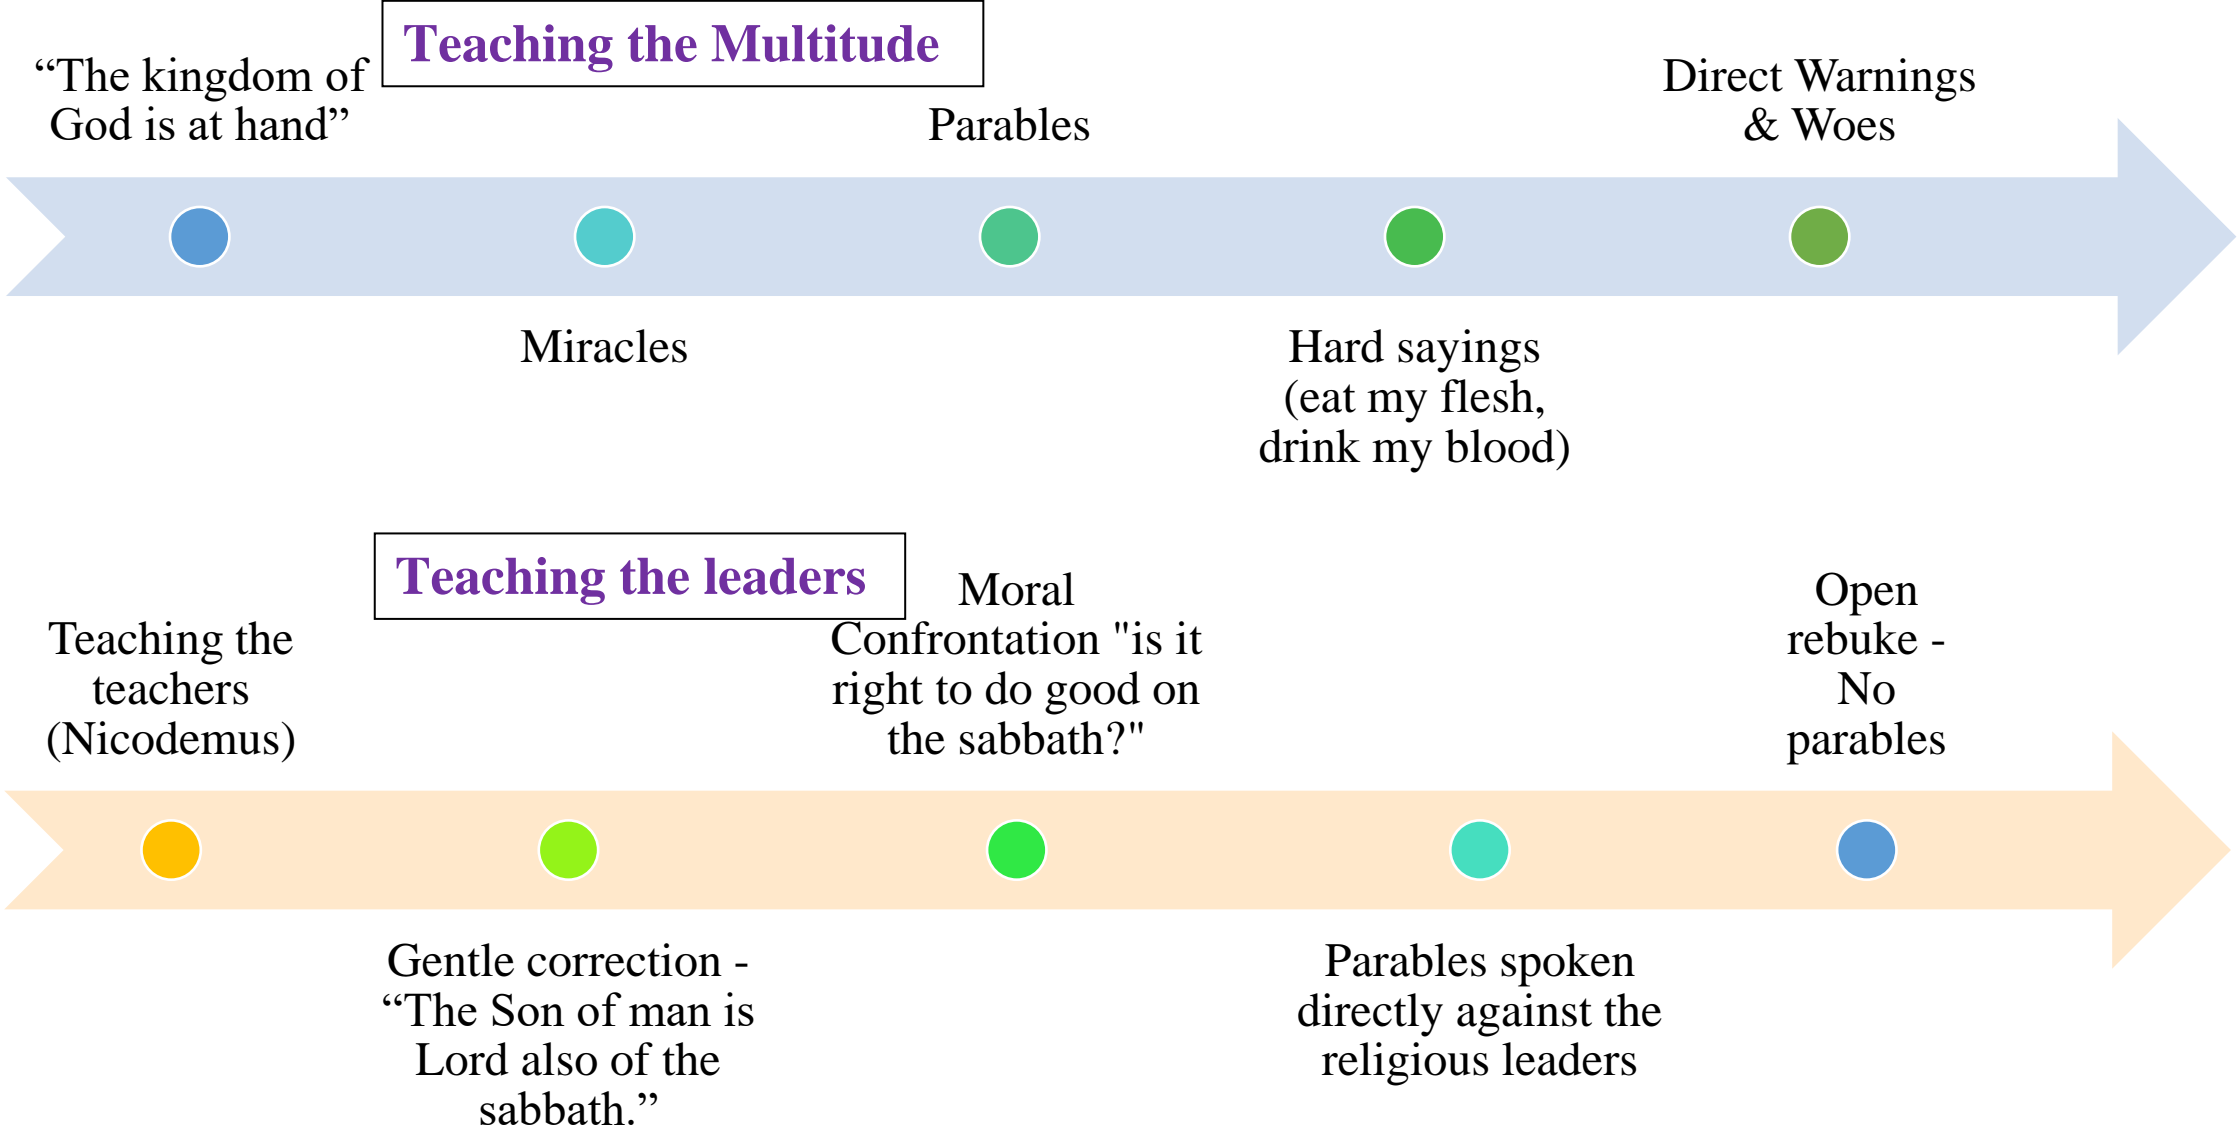 Teaching the Multitude
“The kingdom of
God is at hand”
Miracles
Parables
Hard sayings
(eat my flesh,
drink my blood)
Direct Warnings
& Woes
Teaching the leaders
Teaching the
teachers
(Nicodemus)
Gentle correction -
“The Son of man is
Lord also of the
sabbath.”
Moral
Confrontation "is it
right to do good on
the sabbath?"
Parables spoken
directly against the
religious leaders
Open
rebuke -
No
parables